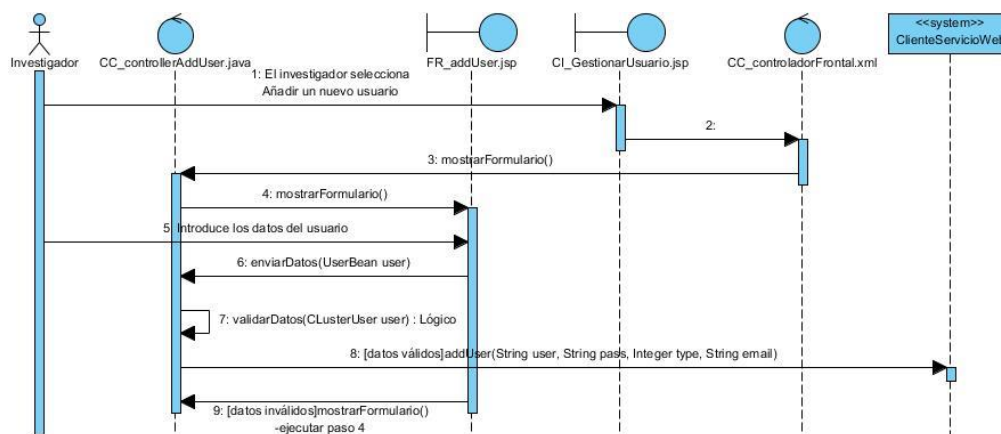 <<system>>
ClienteServicioWeb
Investigador
CC_controllerAddUser.java
FR_addUser.jsp
CI_GestionarUsuario.jsp
CC_controladorFrontal.xml
1: El investigador selecciona
Añadir un nuevo usuario
2:
3: mostrarFormulario()
4: mostrarFormulario()
5: Introduce los datos del usuario
6: enviarDatos(UserBean user)
7: validarDatos(CLusterUser user) : Lógico
8: [datos válidos]addUser(String user, String pass, Integer type, String email)
9: [datos inválidos]mostrarFormulario()
-ejecutar paso 4